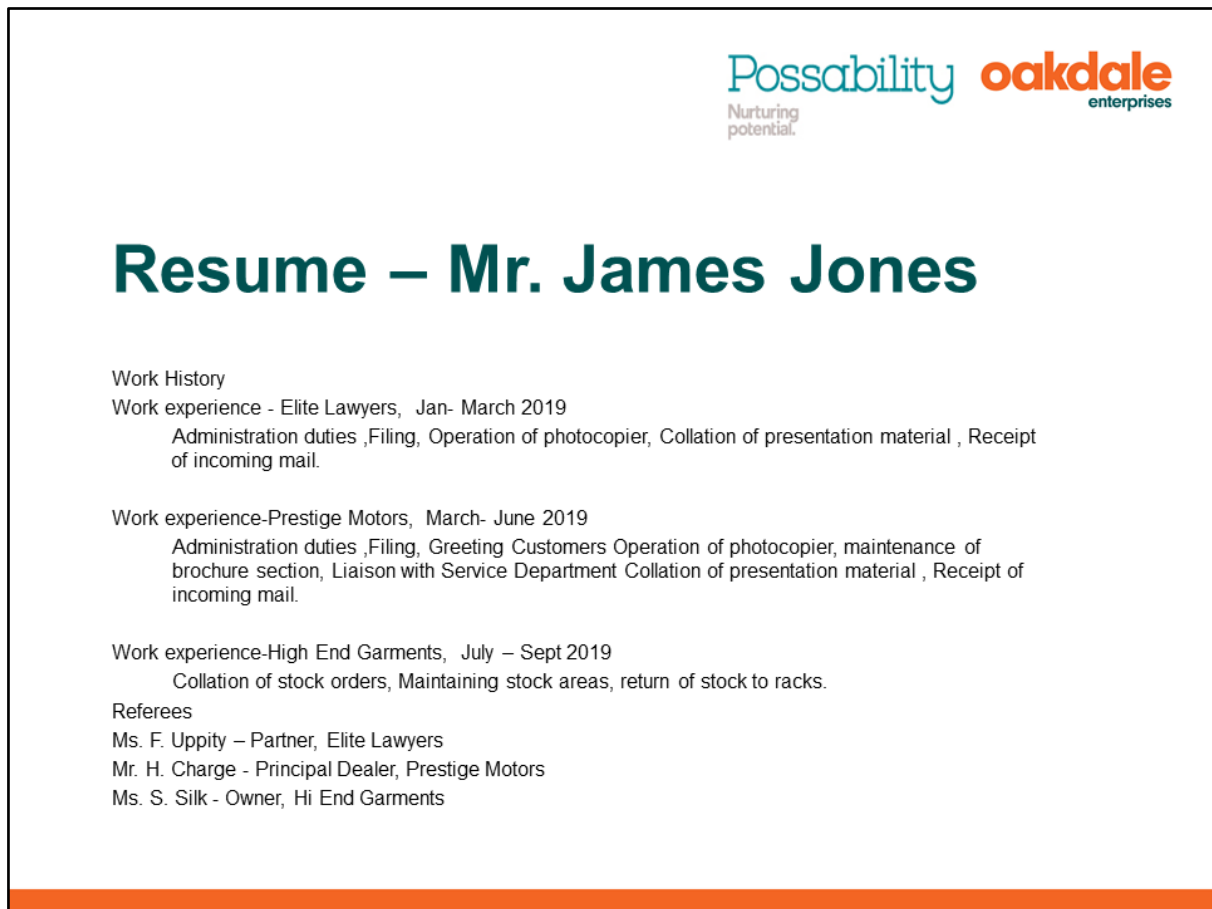 Possability oakdale
enterprises
Nurturing
potential.
Resume – Mr. James Jones
Work History
Work experience - Elite Lawyers,  Jan- March 2019
Administration duties ,Filing, Operation of photocopier, Collation of presentation material , Receipt
of incoming mail.
Work experience-Prestige Motors,  March- June 2019
Administration duties ,Filing, Greeting Customers Operation of photocopier, maintenance of
brochure section, Liaison with Service Department Collation of presentation material , Receipt of
incoming mail.
Work experience-High End Garments,  July – Sept 2019
Collation of stock orders, Maintaining stock areas, return of stock to racks.
Referees
Ms. F. Uppity – Partner, Elite Lawyers
Mr. H. Charge - Principal Dealer, Prestige Motors
Ms. S. Silk - Owner, Hi End Garments